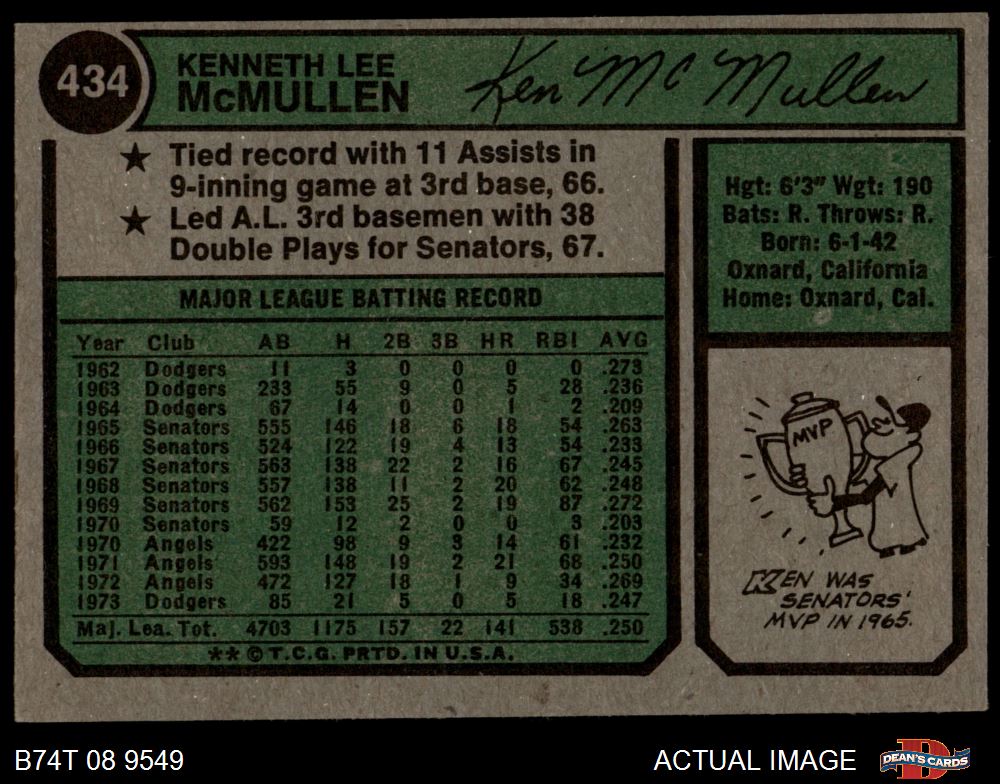 434
KENNETH LEE
McMULLEN
Ken McMullen
★ Tied record with 11 Assists in
9-inning game at 3rd base, 66.
★ Led A.L. 3rd basemen with 38
Double Plays for Senators, 67.
Hgt: 6'3" Wgt: 190
Bats: R. Throws: R.
Born: 6-1-42
Oxnard, California
Home: Oxnard, Cal.
MAJOR LEAGUE BATTING RECORD
Year Club AB H 2B 3B HR RBI AVG
1962 Dodgers 11 3 0 0 0 0 .273
1963 Dodgers 233 55 9 0 5 28 .236
1964 Dodgers 67 14 0 0 1 2 .209
1965 Senators 555 146 18 6 18 54 .263
1966 Senators 524 122 19 4 13 54 .233
1967 Senators 563 138 22 2 16 67 .245
1968 Senators 557 138 11 2 20 62 .248
1969 Senators 562 153 25 2 19 87 .272
1970 Senators 59 12 2 0 0 3 .203
1970 Angels 422 98 9 3 14 61 .232
1971 Angels 593 148 19 2 21 68 .250
1972 Angels 472 127 18 1 9 34 .269
1973 Dodgers 85 21 5 0 5 18 .247
Maj. Lea. Tot. 4703 1175 157 22 141 538 .250
** © T.C.G. PRTD. IN U.S.A.
MVP
KEN WAS
SENATORS'
MVP IN 1965.
B74T 08 9549
ACTUAL IMAGE
DEAN'S CARDS